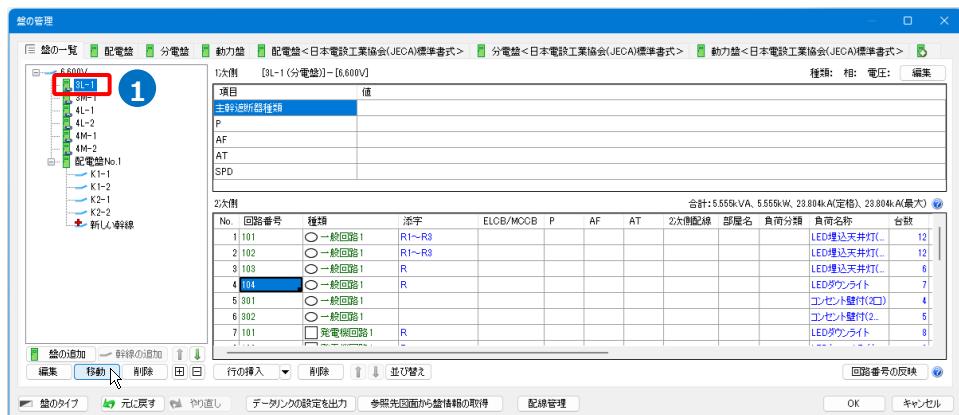 盤の管理
盤の一覧 配電盤 分電盤 動力盤 配電盤<日本電設工業協会(JECA)標準書式> 分電盤<日本電設工業協会(JECA)標準書式> 動力盤<日本電設工業協会(JECA)標準書式>
6,600V
3L-1
3M-1
4L-1
4L-2
4M-1
4M-2
配電盤No.1
K1-1
K1-2
K2-1
K2-2
新しい幹線
1
盤の追加 幹線の追加
編集 移動 削除
1次側 [3L-1(分電盤)]-[6,600V] 種類: 相: 電圧: 編集
項目 値
主幹遮断器種類
P
AF
AT
SPD
2次側 合計:5.555kVA、5.555kW、23.804kA(定格)、23.804kA(最大)
No. 回路番号 種類 添字 ELCB/MCCB P AF AT 2次側配線 部屋名 負荷分類 負荷名称 台数
1 101 一般回路1 R1~R3 LED埋込天井灯(... 12
2 102 一般回路1 R1~R3 LED埋込天井灯(... 12
3 103 一般回路1 R LED埋込天井灯(... 6
4 104 一般回路1 R LEDダウンライト 7
5 301 一般回路1 コンセント壁付(2口) 4
6 302 一般回路1 コンセント壁付(2... 5
7 101 発電機回路1 R LEDダウンライト 8
行の挿入 削除 並び替え 回路番号の反映
盤のタイプ 元に戻す やり直し データリンクの設定を出力 参照先図面から盤情報の取得 配線管理 OK キャンセル